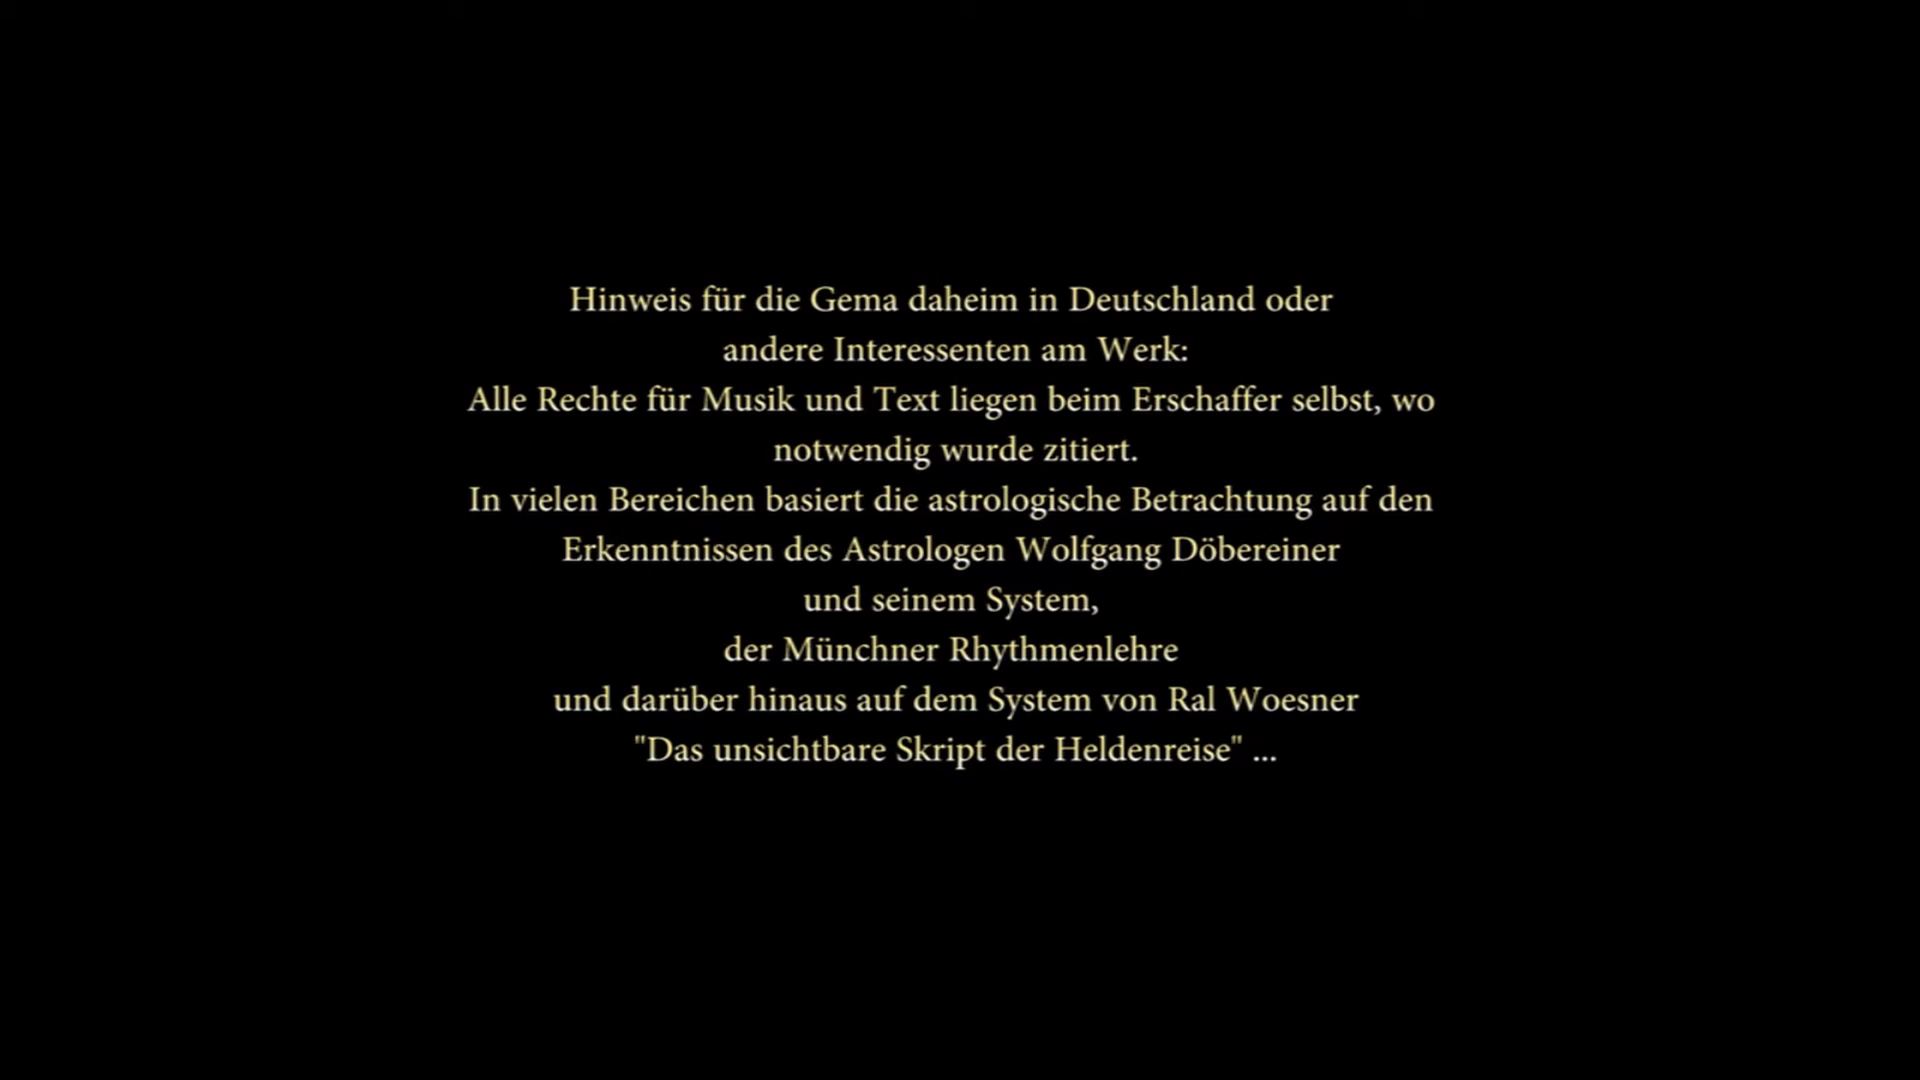 Hinweis für die Gema daheim in Deutschland oder
andere Interessenten am Werk:
Alle Rechte für Musik und Text liegen beim Erschaffer selbst, wo
notwendig wurde zitiert.
In vielen Bereichen basiert die astrologische Betrachtung auf den
Erkenntnissen des Astrologen Wolfgang Döbereiner
und seinem System,
der Münchner Rhythmenlehre
und darüber hinaus auf dem System von Ral Woesner
"Das unsichtbare Skript der Heldenreise" ...